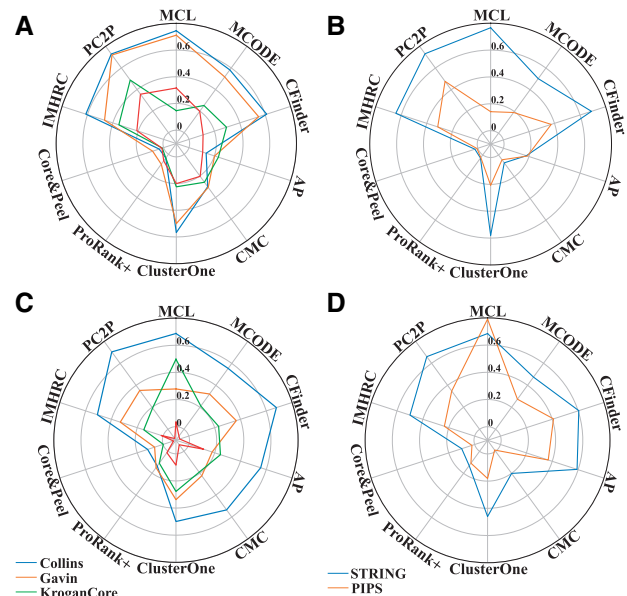 A
MCL
MCODE
CFinder
AP
CMC
ClusterOne
ProRank+
Core&Peel
IMHRC
PC2P
0.6
0.4
0.2
0
B
MCL
MCODE
CFinder
AP
CMC
ClusterOne
ProRank+
Core&Peel
IMHRC
PC2P
0.6
0.4
0.2
0
C
MCL
MCODE
CFinder
AP
CMC
ClusterOne
ProRank+
Core&Peel
IMHRC
PC2P
0.6
0.4
0.2
0
D
MCL
MCODE
CFinder
AP
CMC
ClusterOne
ProRank+
Core&Peel
IMHRC
PC2P
0.6
0.4
0.2
0
Collins
Gavin
KroganCore
STRING
PIPS